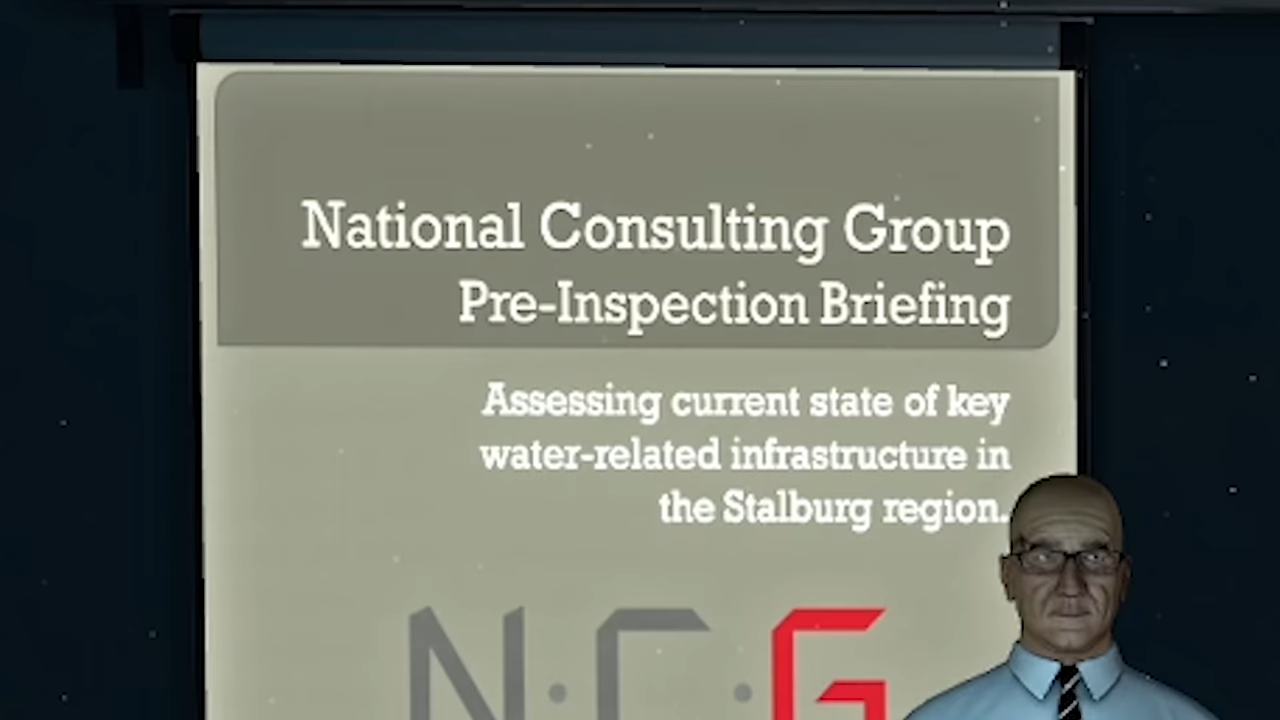 National Consulting Group
Pre-Inspection Briefing
Assessing current state of key
water-related infrastructure in
the Stalburg region.
N·C·G